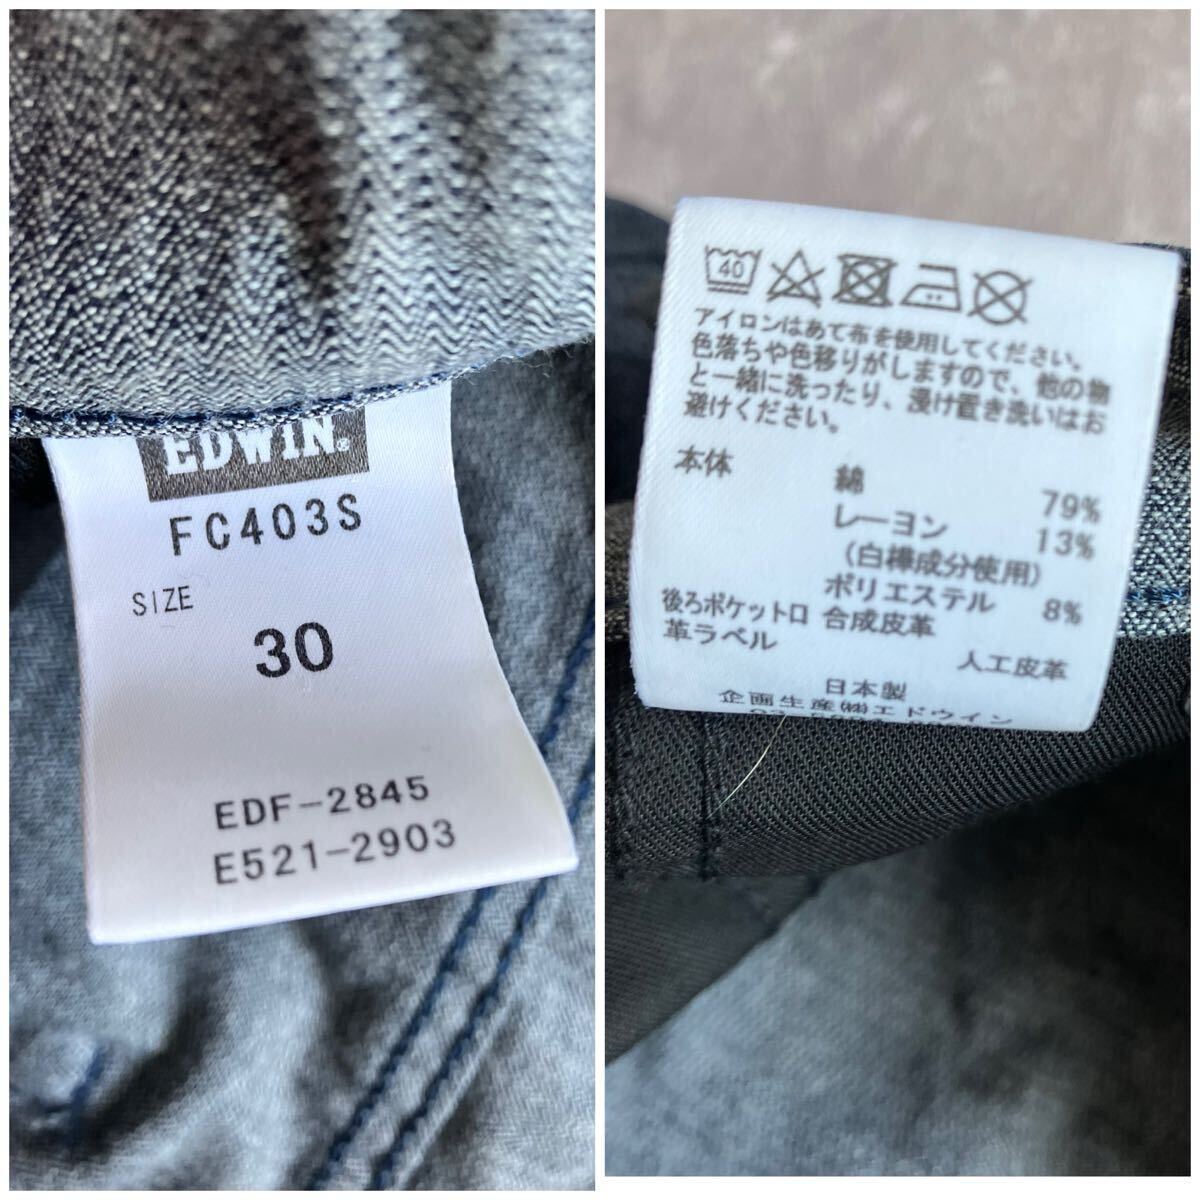 EDWIN®
FC403S
SIZE
30
EDF-2845
E521-2903
40
アイロンはあて布を使用してください。
色落ちや色移りがしますので、他の物
と一緒に洗ったり、浸け置き洗いはお
避けください。
本体 綿 79%
レーヨン 13%
（白樺成分使用）
ポリエステル 8%
後ろポケット口 合成皮革
革ラベル 人工皮革
日本製
企画生産㈱エドウイン